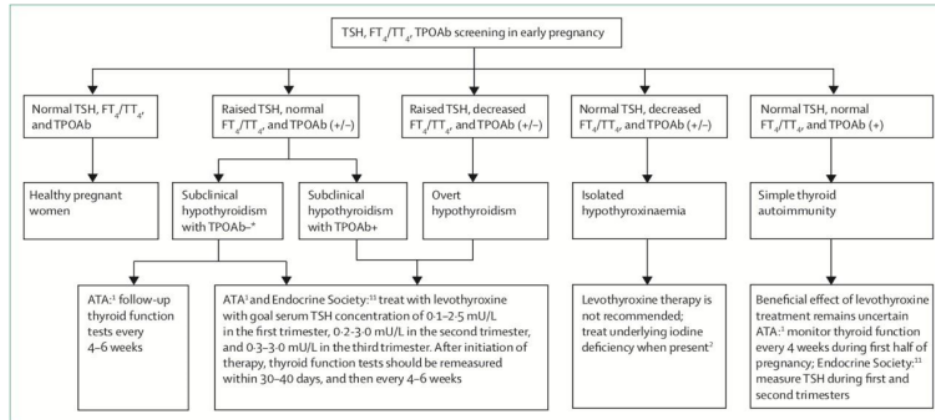 TSH, FT₄/TT₄, TPOAb screening in early pregnancy
Normal TSH, FT₄/TT₄,
and TPOAb
Raised TSH, normal
FT₄/TT₄, and TPOAb (+/–)
Raised TSH, decreased
FT₄/TT₄, and TPOAb (+/–)
Normal TSH, decreased
FT₄/TT₄, and TPOAb (+/–)
Normal TSH, normal
FT₄/TT₄, and TPOAb (+)
Healthy pregnant
women
Subclinical
hypothyroidism
with TPOAb–*
Subclinical
hypothyroidism
with TPOAb+
Overt
hypothyroidism
Isolated
hypothyroxinaemia
Simple thyroid
autoimmunity
ATA:¹ follow-up
thyroid function
tests every
4–6 weeks
ATA¹ and Endocrine Society:¹¹ treat with levothyroxine
with goal serum TSH concentration of 0·1–2·5 mU/L
in the first trimester, 0·2–3·0 mU/L in the second trimester,
and 0·3–3·0 mU/L in the third trimester. After initiation of
therapy, thyroid function tests should be remeasured
within 30–40 days, and then every 4–6 weeks
Levothyroxine therapy is
not recommended;
treat underlying iodine
deficiency when present²
Beneficial effect of levothyroxine
treatment remains uncertain
ATA:¹ monitor thyroid function
every 4 weeks during first half of
pregnancy; Endocrine Society:¹¹
measure TSH during first and
second trimesters